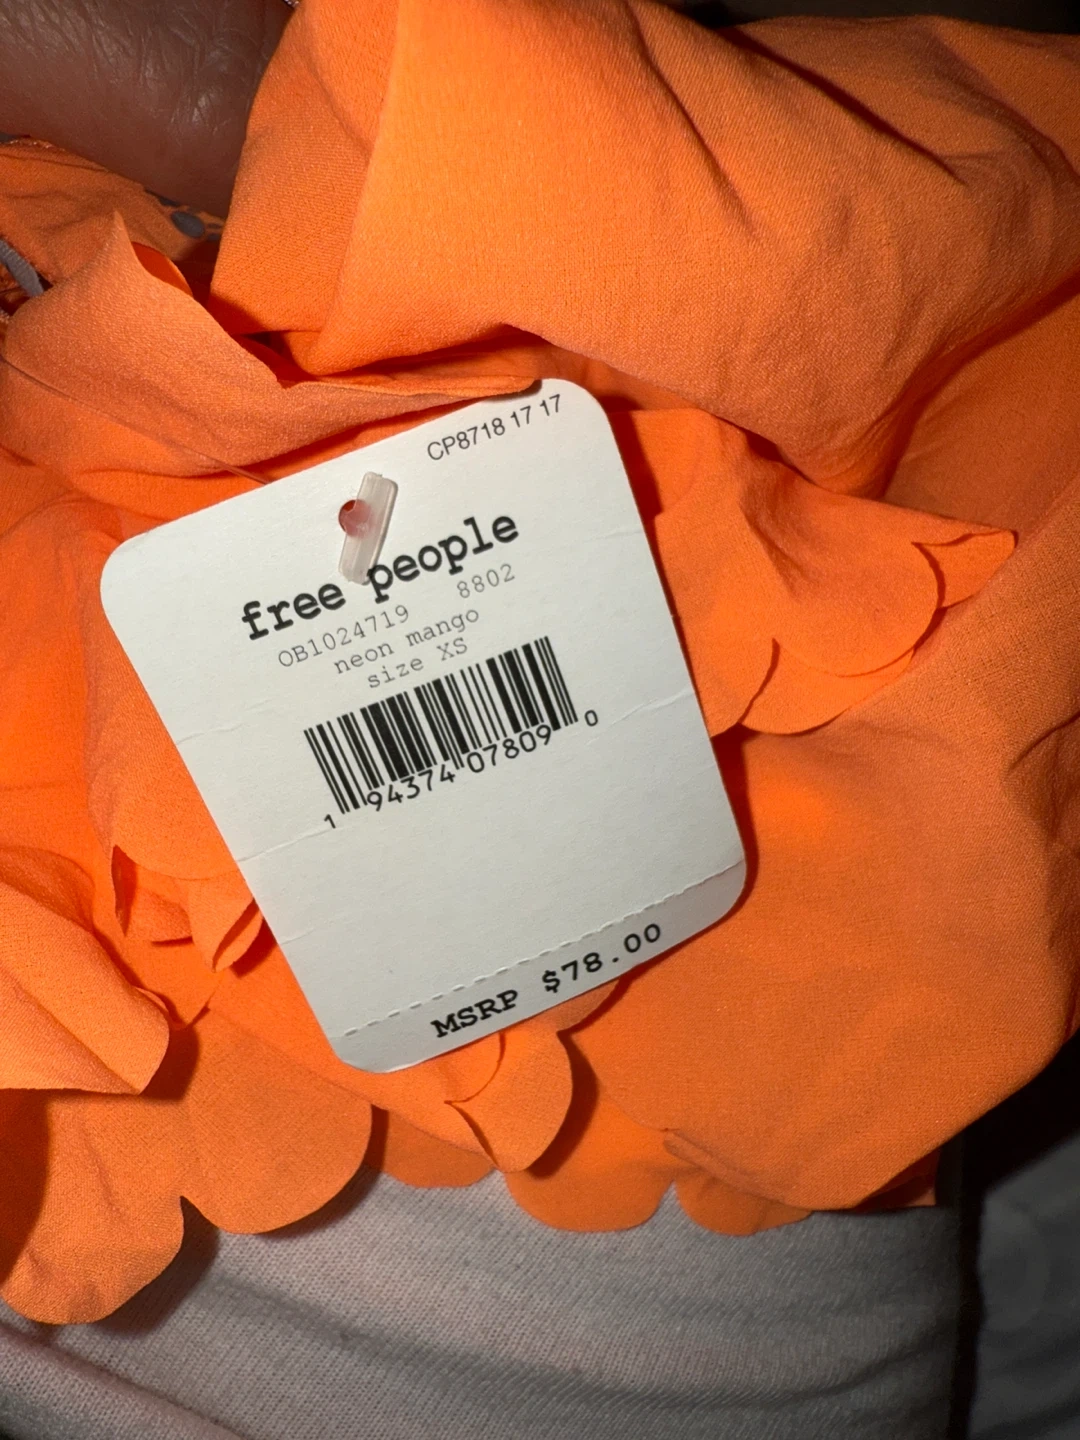 CP8718 17 17
free people
OB1024719 8802
neon mango
size XS
1 94374 07809 0
MSRP $78.00